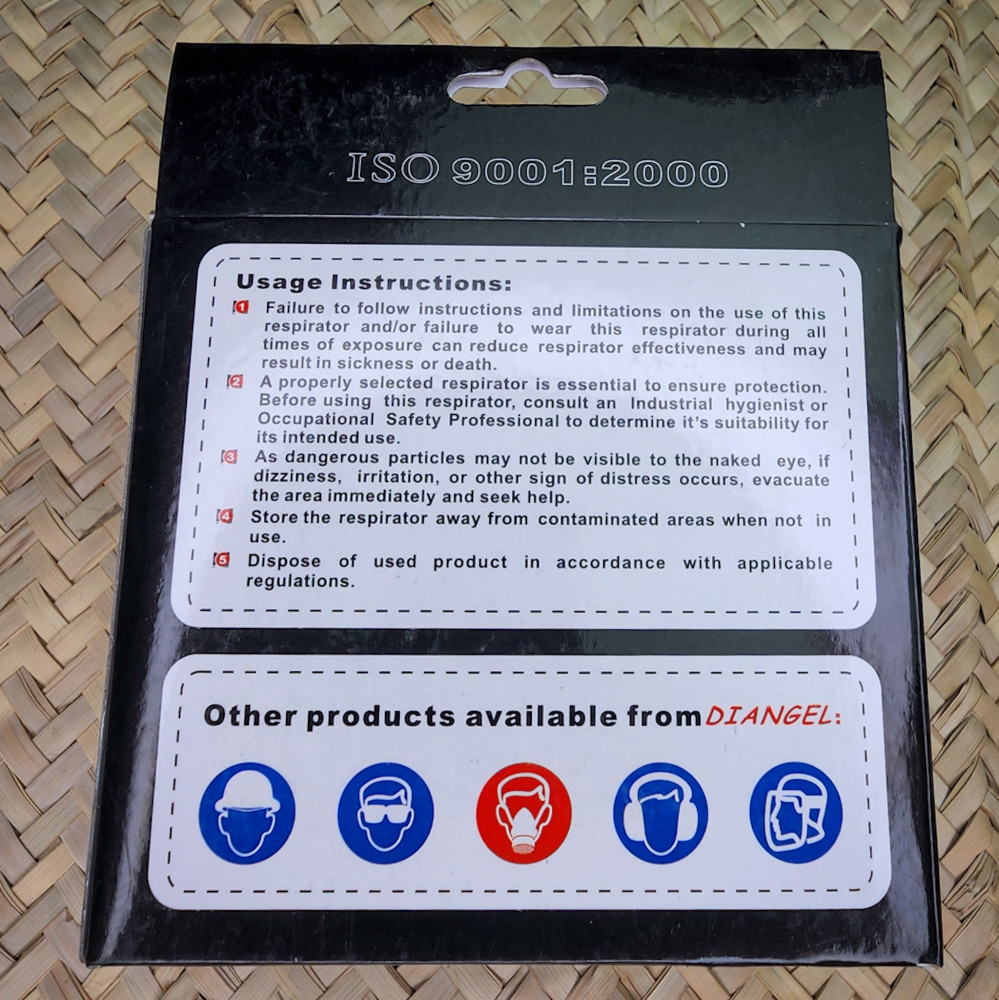 ISO 9001:2000
Usage Instructions:
1 Failure to follow instructions and limitations on the use of this
respirator and/or failure to wear this respirator during all
times of exposure can reduce respirator effectiveness and may
result in sickness or death.
2 A properly selected respirator is essential to ensure protection.
Before using this respirator, consult an Industrial hygienist or
Occupational Safety Professional to determine it's suitability for
its intended use.
3 As dangerous particles may not be visible to the naked eye, if
dizziness, irritation, or other sign of distress occurs, evacuate
the area immediately and seek help.
4 Store the respirator away from contaminated areas when not in
use.
5 Dispose of used product in accordance with applicable
regulations.
Other products available from DIANGEL: